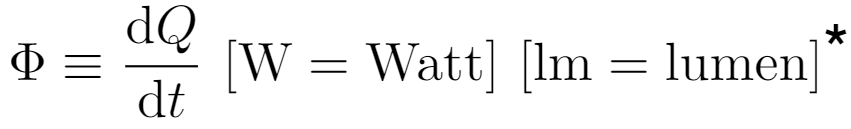 Φ ≡ dQ/dt [W = Watt] [lm = lumen]*